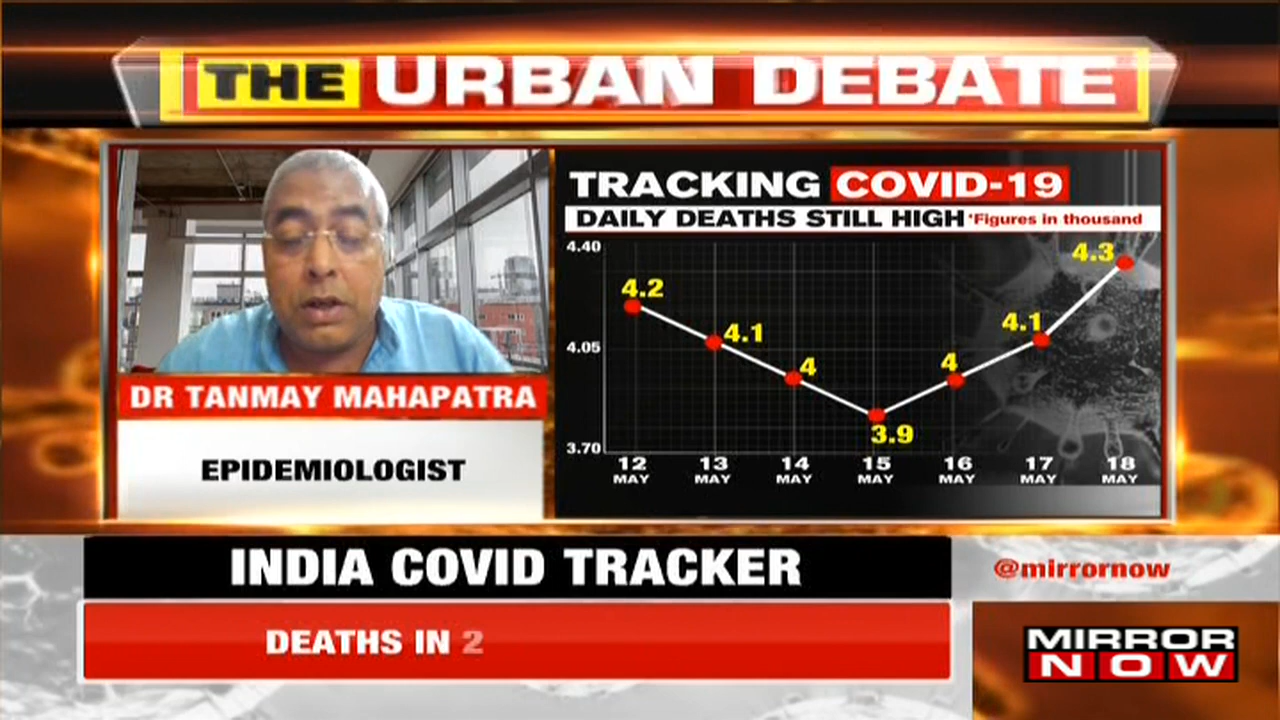 THE URBAN DEBATE
DR TANMAY MAHAPATRA
EPIDEMIOLOGIST
TRACKING COVID-19
DAILY DEATHS STILL HIGH *Figures in thousand
4.40
4.05
3.70
4.2
4.1
4
3.9
4
4.1
4.3
12 MAY
13 MAY
14 MAY
15 MAY
16 MAY
17 MAY
18 MAY
INDIA COVID TRACKER
DEATHS IN 2
@mirrornow
MIRROR
NOW